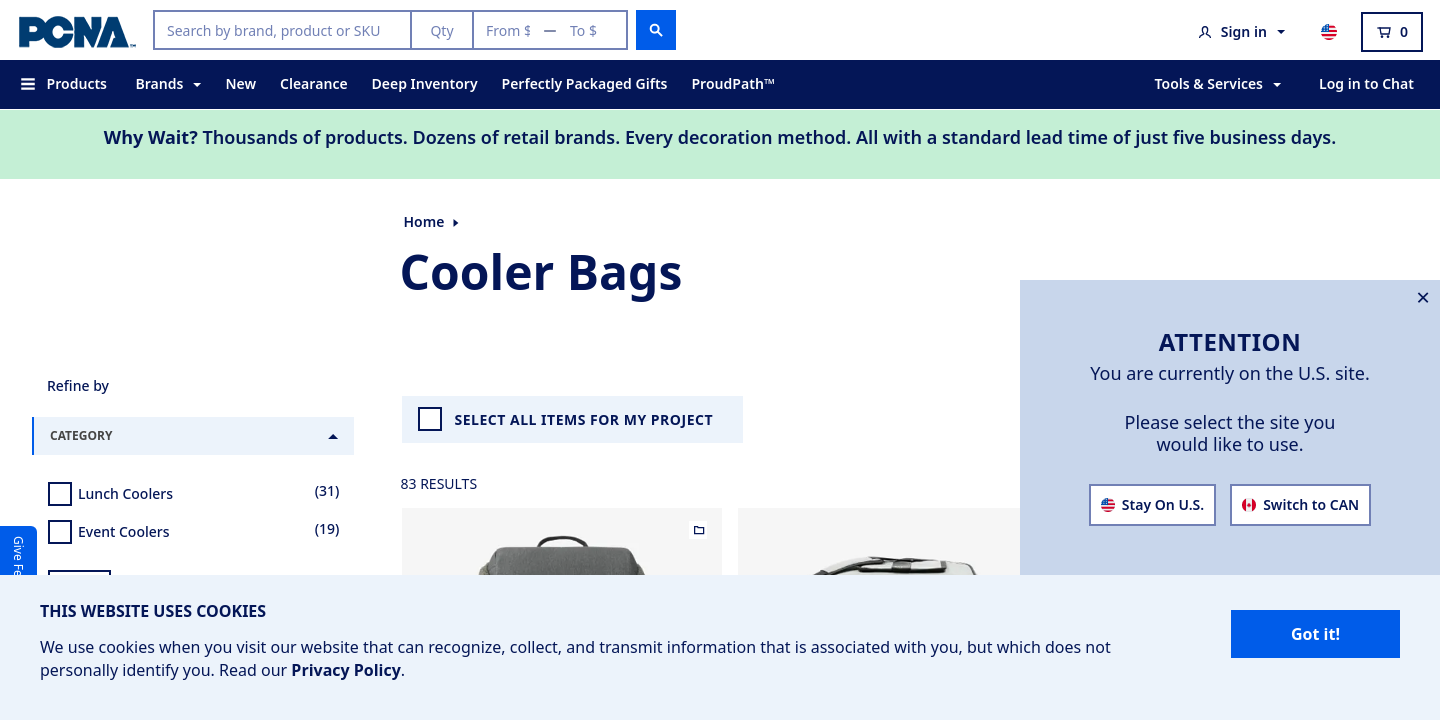 PCNA™
Search by brand, product or SKU
Qty
From $ — To $
Sign in
0
Products
Brands
New
Clearance
Deep Inventory
Perfectly Packaged Gifts
ProudPath™
Tools & Services
Log in to Chat
Why Wait? Thousands of products. Dozens of retail brands. Every decoration method. All with a standard lead time of just five business days.
Home
Cooler Bags
Refine by
CATEGORY
Lunch Coolers (31)
Event Coolers (19)
SELECT ALL ITEMS FOR MY PROJECT
83 RESULTS
ATTENTION
You are currently on the U.S. site.
Please select the site you
would like to use.
Stay On U.S.
Switch to CAN
Give Fe
THIS WEBSITE USES COOKIES
We use cookies when you visit our website that can recognize, collect, and transmit information that is associated with you, but which does not
personally identify you. Read our Privacy Policy.
Got it!